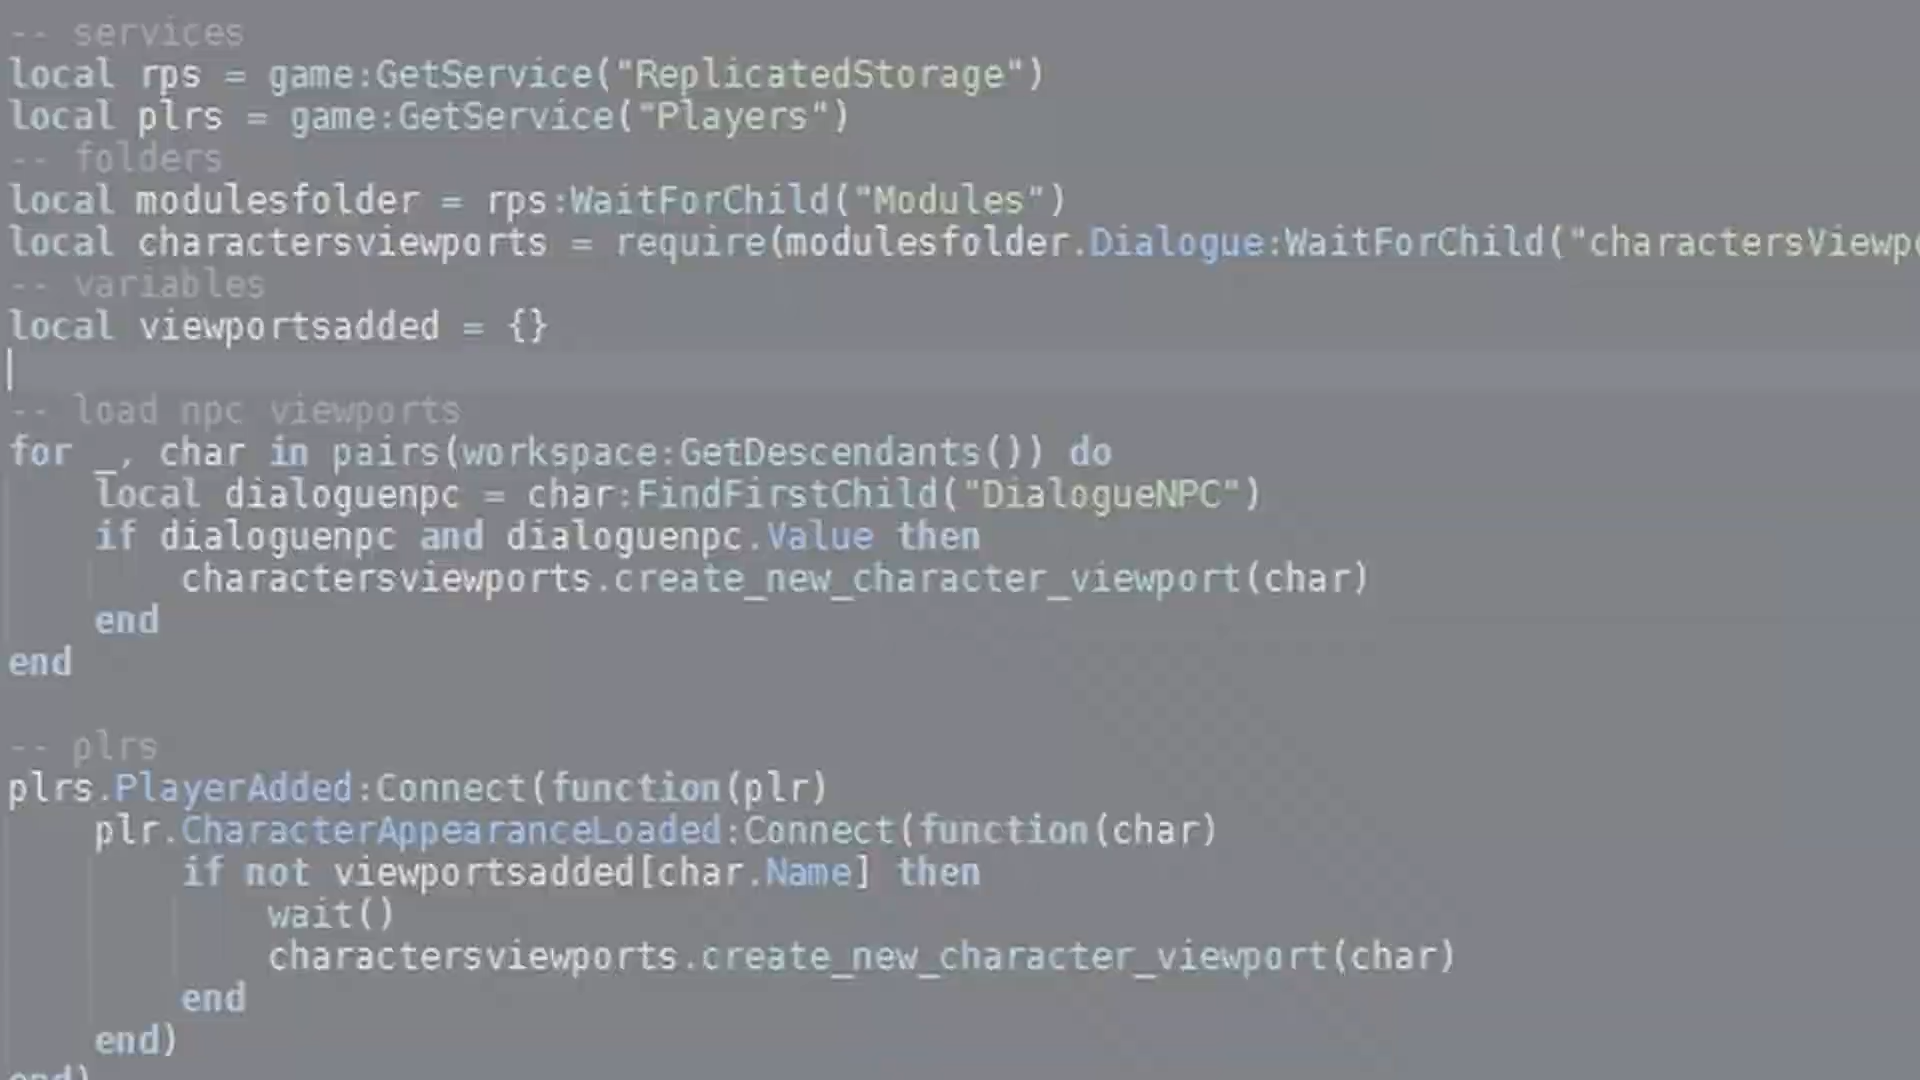 -- services
local rps = game:GetService("ReplicatedStorage")
local plrs = game:GetService("Players")
-- folders
local modulesfolder = rps:WaitForChild("Modules")
local charactersviewports = require(modulesfolder.Dialogue:WaitForChild("charactersViewp
-- variables
local viewportsadded = {}
-- load npc viewports
for _, char in pairs(workspace:GetDescendants()) do
    local dialoguenpc = char:FindFirstChild("DialogueNPC")
    if dialoguenpc and dialoguenpc.Value then
        charactersviewports.create_new_character_viewport(char)
    end
end
-- plrs
plrs.PlayerAdded:Connect(function(plr)
    plr.CharacterAppearanceLoaded:Connect(function(char)
        if not viewportsadded[char.Name] then
            wait()
            charactersviewports.create_new_character_viewport(char)
        end
    end)
end)